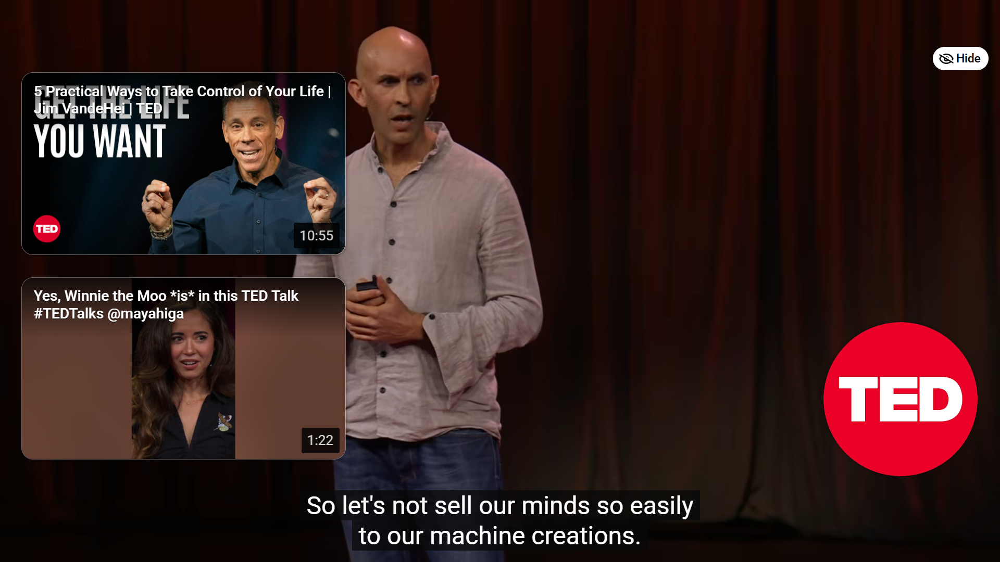 Hide
5 Practical Ways to Take Control of Your Life |
Jim VandeHei | TED
GET THE LIFE
YOU WANT
TED
10:55
Yes, Winnie the Moo *is* in this TED Talk
#TEDTalks @mayahiga
1:22
TED
So let's not sell our minds so easily
to our machine creations.